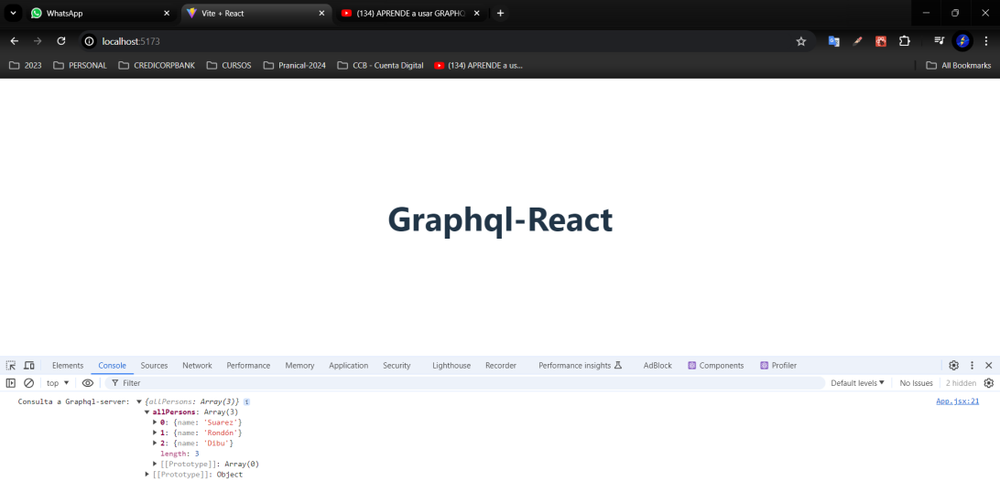 WhatsApp
Vite + React
(134) APRENDE a usar GRAPHQ
localhost:5173
2023
PERSONAL
CREDICORPBANK
CURSOS
Pranical-2024
CCB - Cuenta Digital
(134) APRENDE a us...
All Bookmarks
Graphql-React
Elements
Console
Sources
Network
Performance
Memory
Application
Security
Lighthouse
Recorder
Performance insights
AdBlock
Components
Profiler
top
Filter
Default levels
No Issues
2 hidden
Consulta a Graphql-server: {allPersons: Array(3)} i
App.jsx:21
allPersons: Array(3)
0: {name: 'Suarez'}
1: {name: 'Rondón'}
2: {name: 'Dibu'}
length: 3
[[Prototype]]: Array(0)
[[Prototype]]: Object